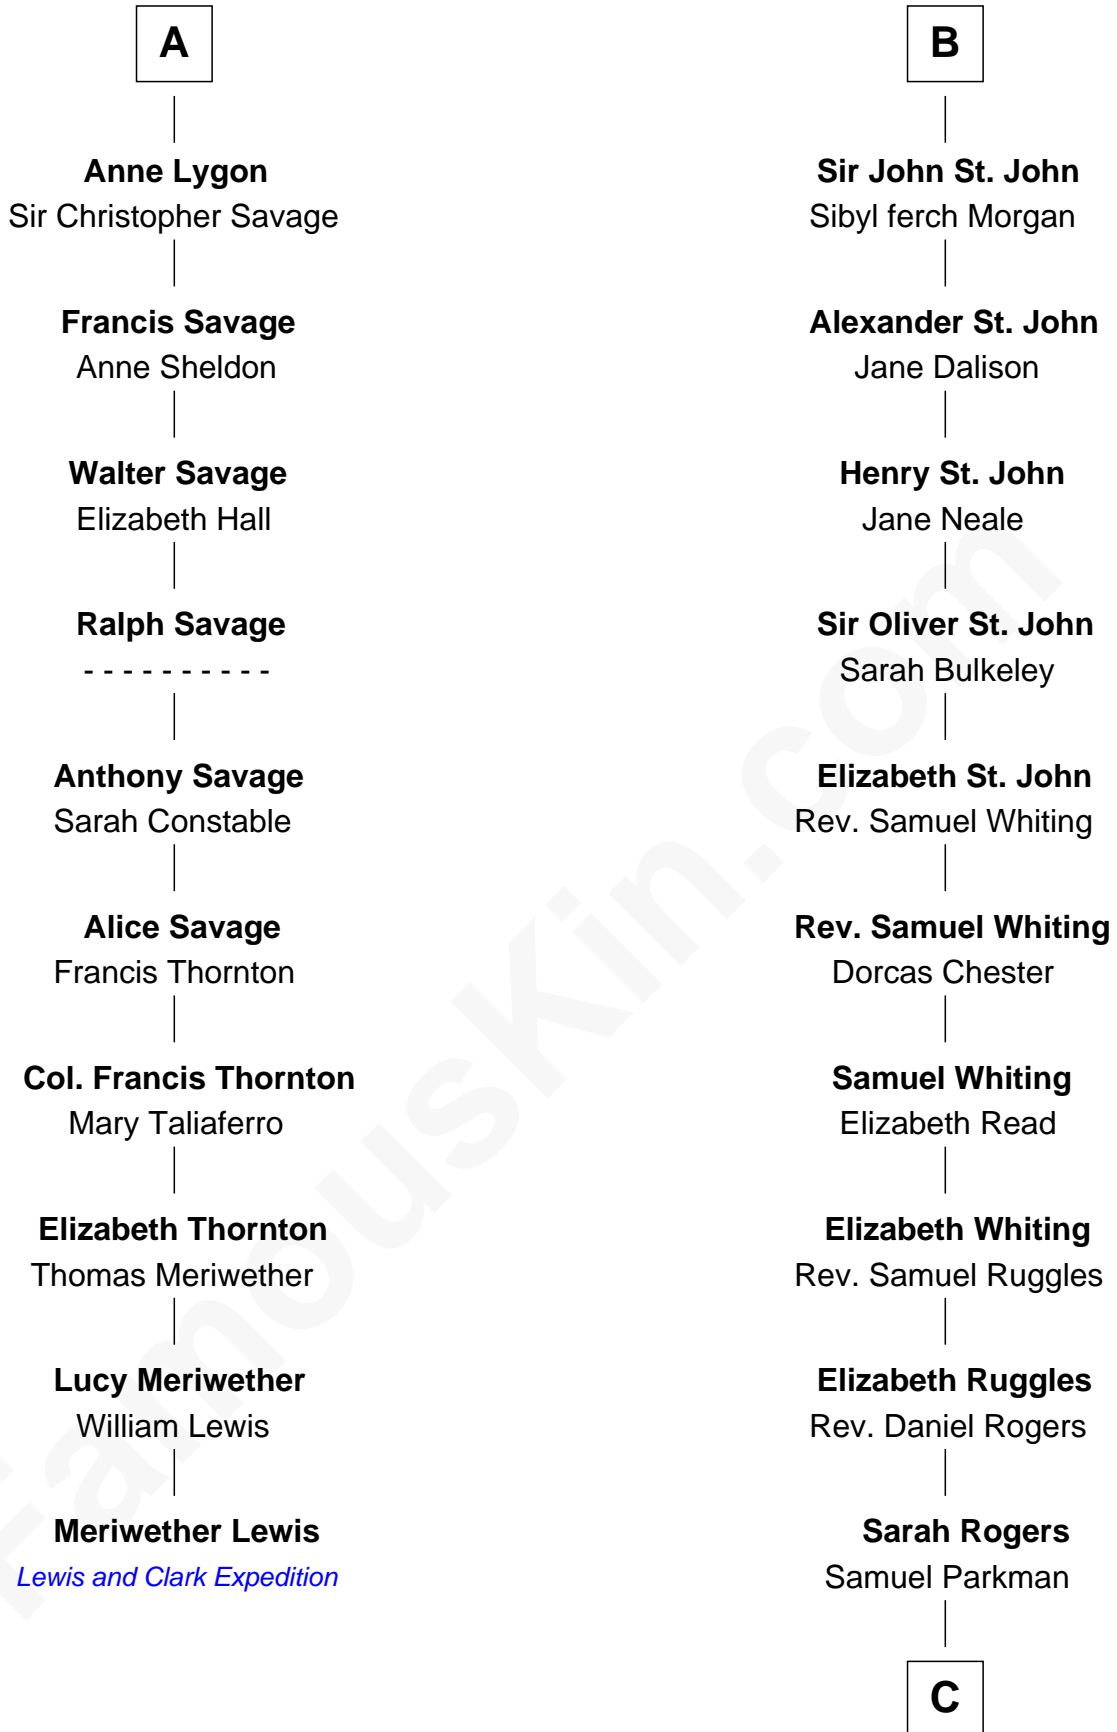 A
Anne Lygon
Sir Christopher Savage
Francis Savage
Anne Sheldon
Walter Savage
Elizabeth Hall
Ralph Savage
- - - - - - - - - -
Anthony Savage
Sarah Constable
Alice Savage
Francis Thornton
Col. Francis Thornton
Mary Taliaferro
Elizabeth Thornton
Thomas Meriwether
Lucy Meriwether
William Lewis
Meriwether Lewis
Lewis and Clark Expedition
B
Sir John St. John
Sibyl ferch Morgan
Alexander St. John
Jane Dalison
Henry St. John
Jane Neale
Sir Oliver St. John
Sarah Bulkeley
Elizabeth St. John
Rev. Samuel Whiting
Rev. Samuel Whiting
Dorcas Chester
Samuel Whiting
Elizabeth Read
Elizabeth Whiting
Rev. Samuel Ruggles
Elizabeth Ruggles
Rev. Daniel Rogers
Sarah Rogers
Samuel Parkman
C
FamousKin.com